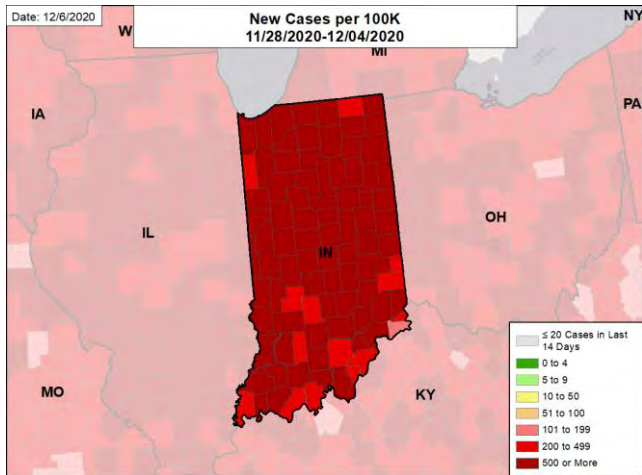 Date: 12/6/2020
New Cases per 100K
11/28/2020-12/04/2020
W
MI
NY
IA
PA
IL
OH
IN
MO
KY
≤ 20 Cases in Last
14 Days
0 to 4
5 to 9
10 to 50
51 to 100
101 to 199
200 to 499
500 or More